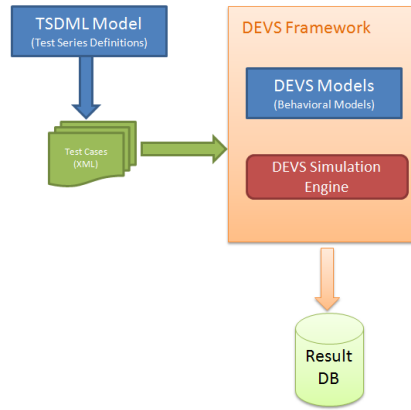 TSDML Model
(Test Series Definitions)
Test Cases
(XML)
DEVS Framework
DEVS Models
(Behavioral Models)
DEVS Simulation
Engine
Result
DB